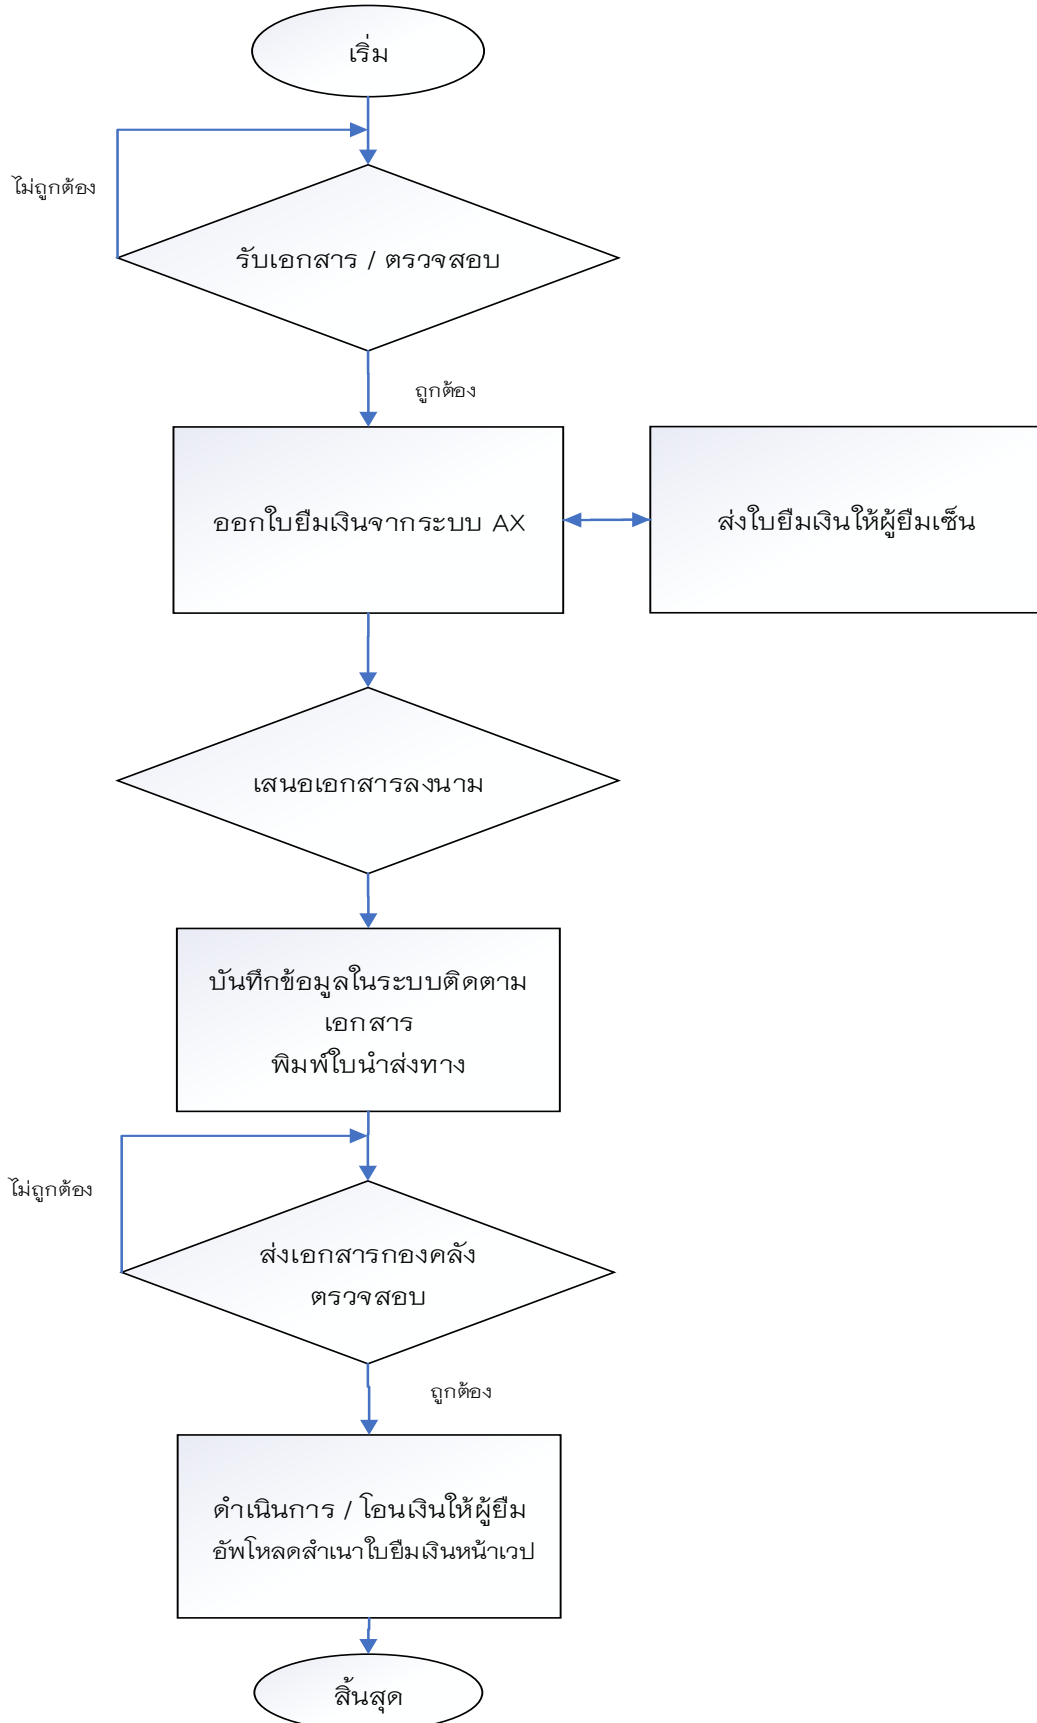 เริ่ม
ไม่ถูกต้อง
รับเอกสาร / ตรวจสอบ
ถูกต้อง
ออกใบยืมเงินจากระบบ AX
ส่งใบยืมเงินให้ผู้ยืมเซ็น
เสนอเอกสารลงนาม
บันทึกข้อมูลในระบบติดตาม
เอกสาร
พิมพ์ใบนำส่งทาง
ไม่ถูกต้อง
ส่งเอกสารกองคลัง
ตรวจสอบ
ถูกต้อง
ดำเนินการ / โอนเงินให้ผู้ยืม
อัพโหลดสำเนาใบยืมเงินหน้าเวป
สิ้นสุด